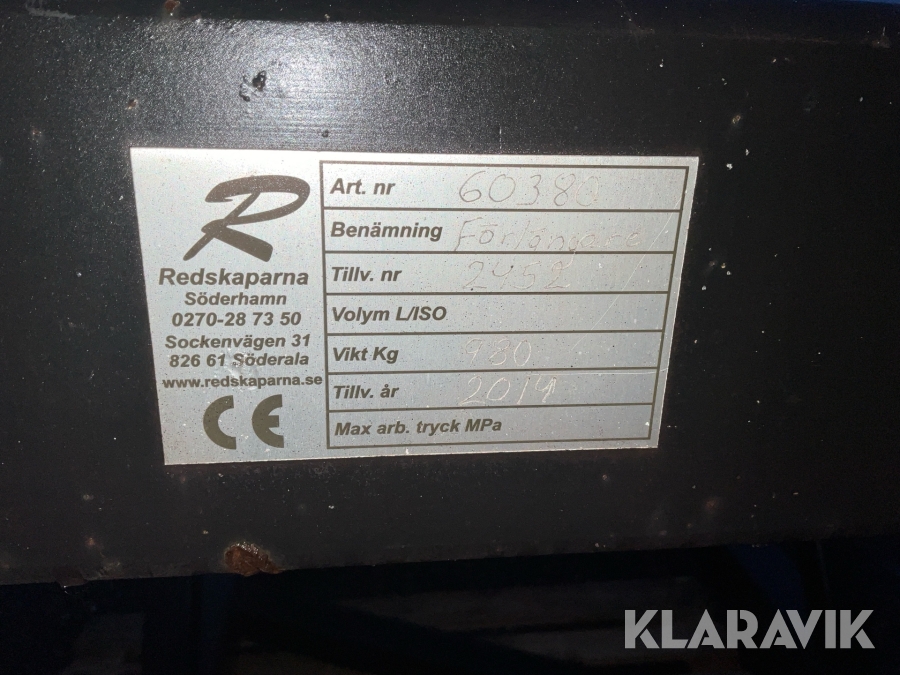 R
Redskaparna
Söderhamn
0270-28 73 50
Sockenvägen 31
826 61 Söderala
www.redskaparna.se
CE
Art. nr 60380
Benämning Förlängare
Tillv. nr 2452
Volym L/ISO
Vikt Kg 980
Tillv. år 2019
Max arb. tryck MPa
KLARAVIK